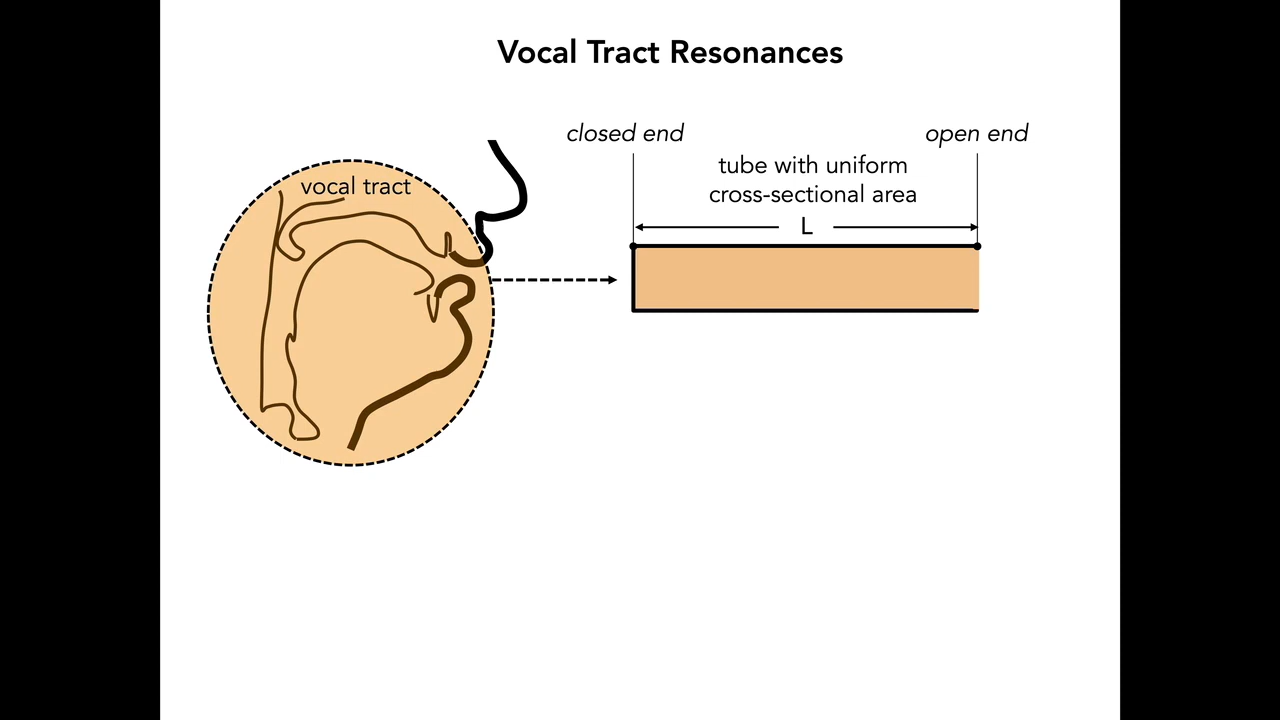 Vocal Tract Resonances
vocal tract
closed end
open end
tube with uniform
cross-sectional area
L